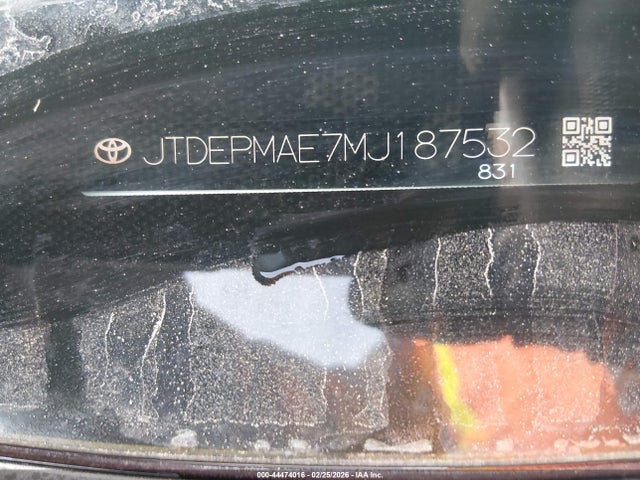 JTDEPMAE7MJ187532
831
000-44474016 - 02/25/2026 - IAA Inc.